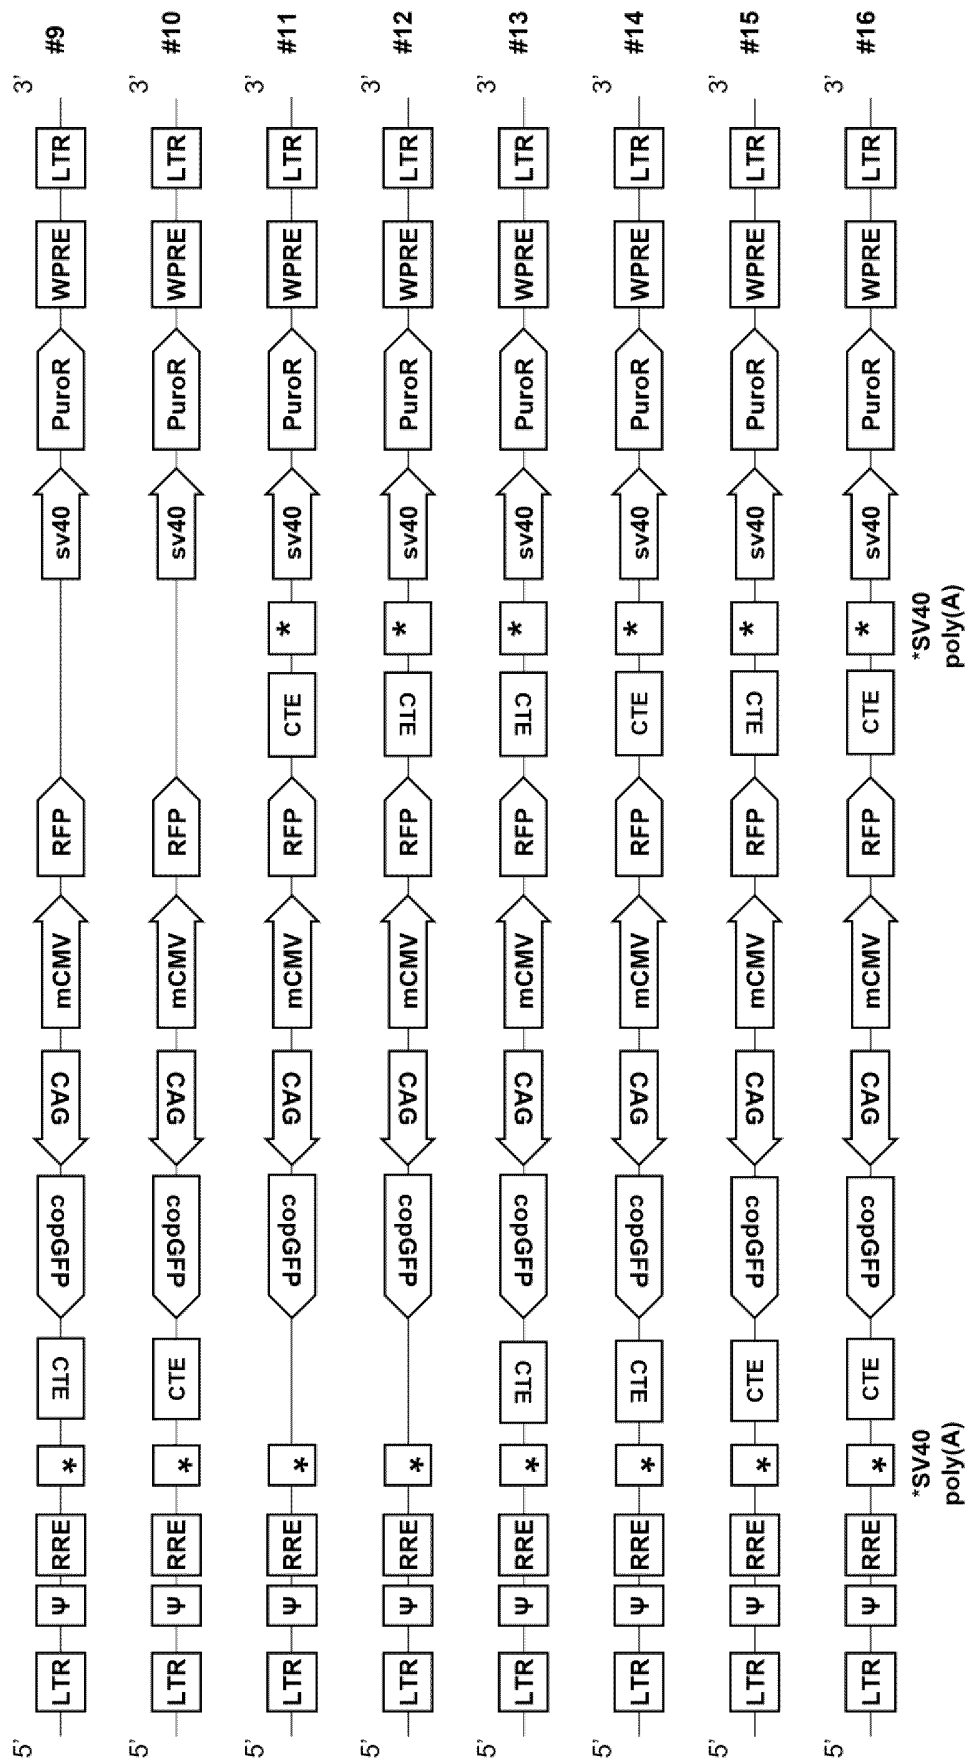 5' LTR Ψ RRE * CTE copGFP CAG mCMV RFP sv40 PuroR WPRE LTR 3' #9
5' LTR Ψ RRE * CTE copGFP CAG mCMV RFP sv40 PuroR WPRE LTR 3' #10
5' LTR Ψ RRE * copGFP CAG mCMV RFP CTE * sv40 PuroR WPRE LTR 3' #11
5' LTR Ψ RRE * copGFP CAG mCMV RFP CTE * sv40 PuroR WPRE LTR 3' #12
5' LTR Ψ RRE * CTE copGFP CAG mCMV RFP CTE * sv40 PuroR WPRE LTR 3' #13
5' LTR Ψ RRE * CTE copGFP CAG mCMV RFP CTE * sv40 PuroR WPRE LTR 3' #14
5' LTR Ψ RRE * CTE copGFP CAG mCMV RFP CTE * sv40 PuroR WPRE LTR 3' #15
5' LTR Ψ RRE * CTE copGFP CAG mCMV RFP CTE * sv40 PuroR WPRE LTR 3' #16
*SV40 *SV40
poly(A) poly(A)